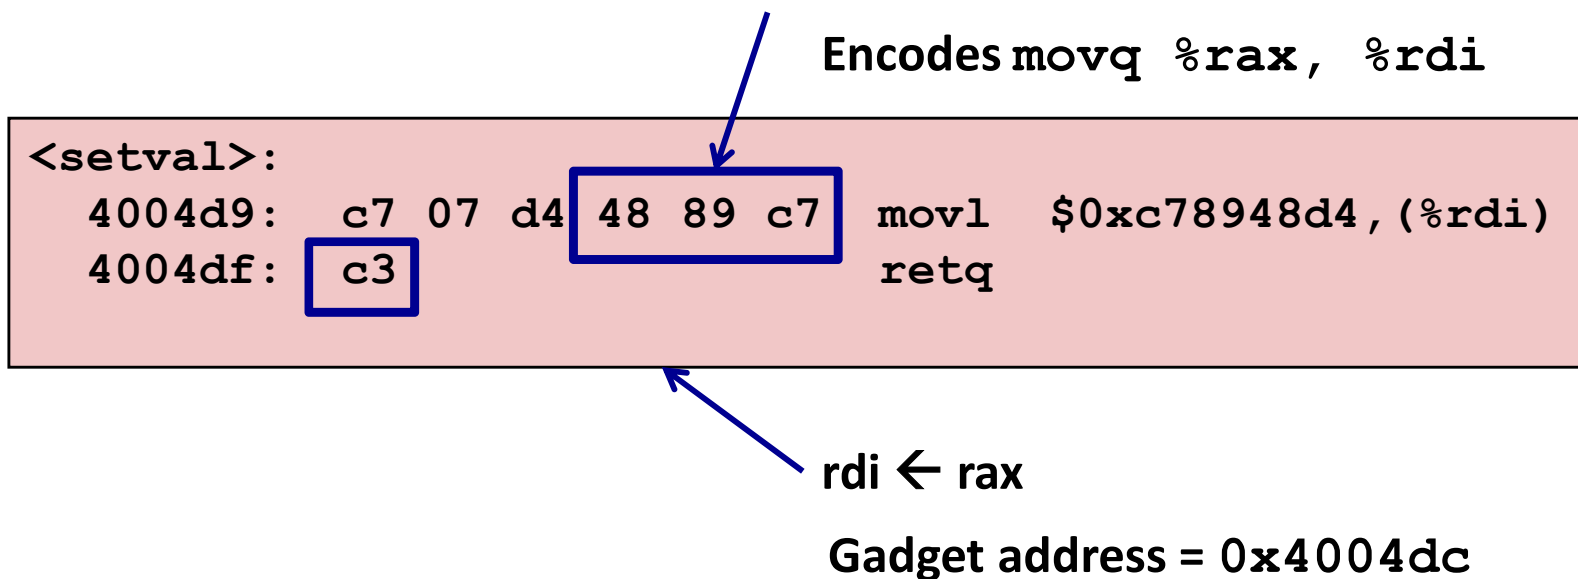 Encodes movq %rax, %rdi
<setval>:
4004d9: c7 07 d4 48 89 c7 movl $0xc78948d4,(%rdi)
4004df: c3 retq
rdi ← rax
Gadget address = 0x4004dc